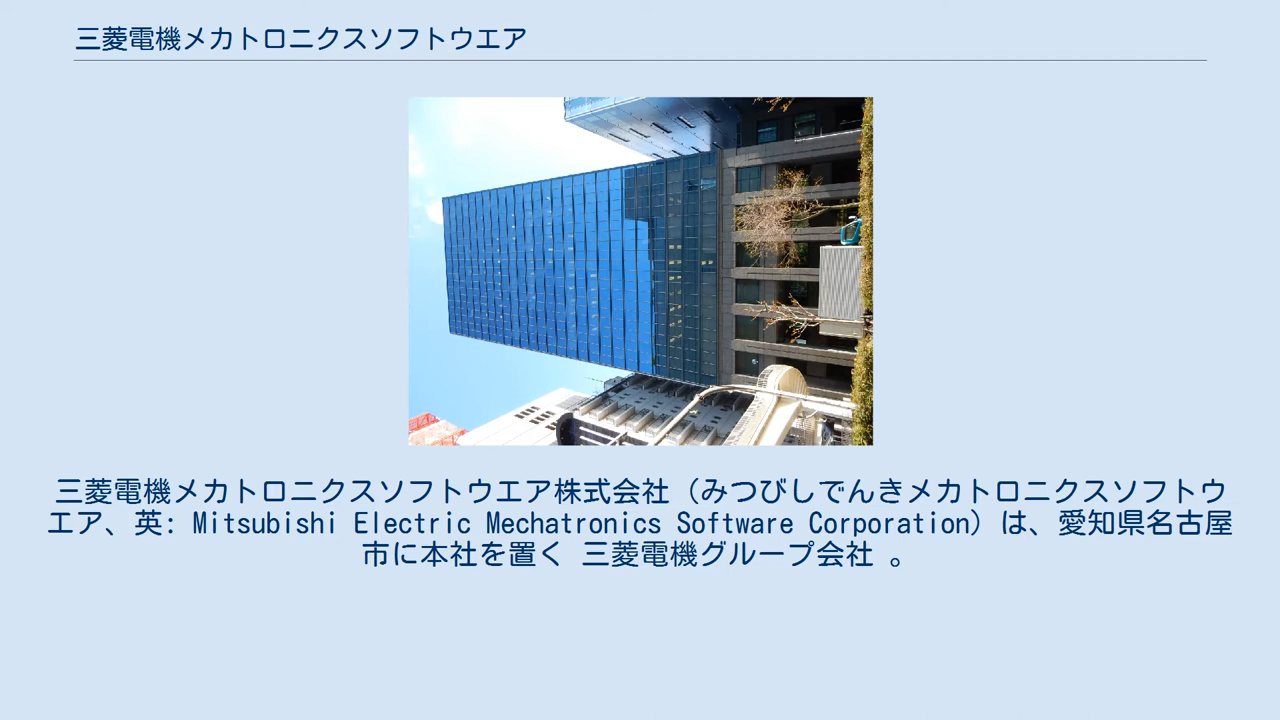 三菱電機メカトロニクスソフトウエア
三菱電機メカトロニクスソフトウエア株式会社（みつびしでんきメカトロニクスソフトウ
エア、英: Mitsubishi Electric Mechatronics Software Corporation）は、愛知県名古屋
市に本社を置く 三菱電機グループ会社 。